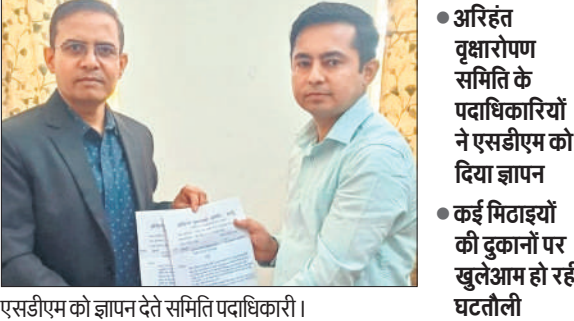 ● अरिहंत
वृक्षारोपण
समिति के
पदाधिकारियों
ने एसडीएम को
दिया ज्ञापन
● कई मिठाइयों
की दुकानों पर
खुलेआम हो रही
घटतौली
एसडीएम को ज्ञापन देते समिति पदाधिकारी।